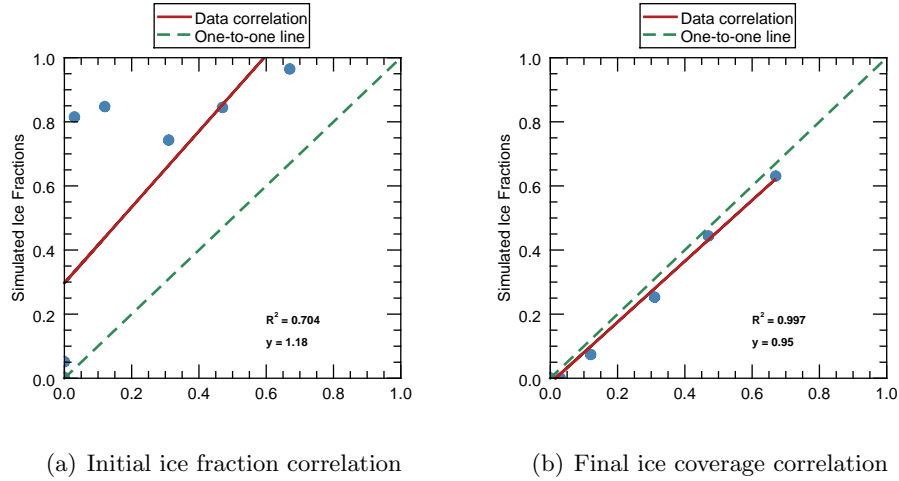 Data correlation
One-to-one line
1.0
0.8
0.6
0.4
0.2
0.0
Simulated Ice Fractions
R² = 0.704
y = 1.18
0.0 0.2 0.4 0.6 0.8 1.0
(a) Initial ice fraction correlation
Data correlation
One-to-one line
1.0
0.8
0.6
0.4
0.2
0.0
Simulated Ice Fractions
R² = 0.997
y = 0.95
0.0 0.2 0.4 0.6 0.8 1.0
(b) Final ice coverage correlation